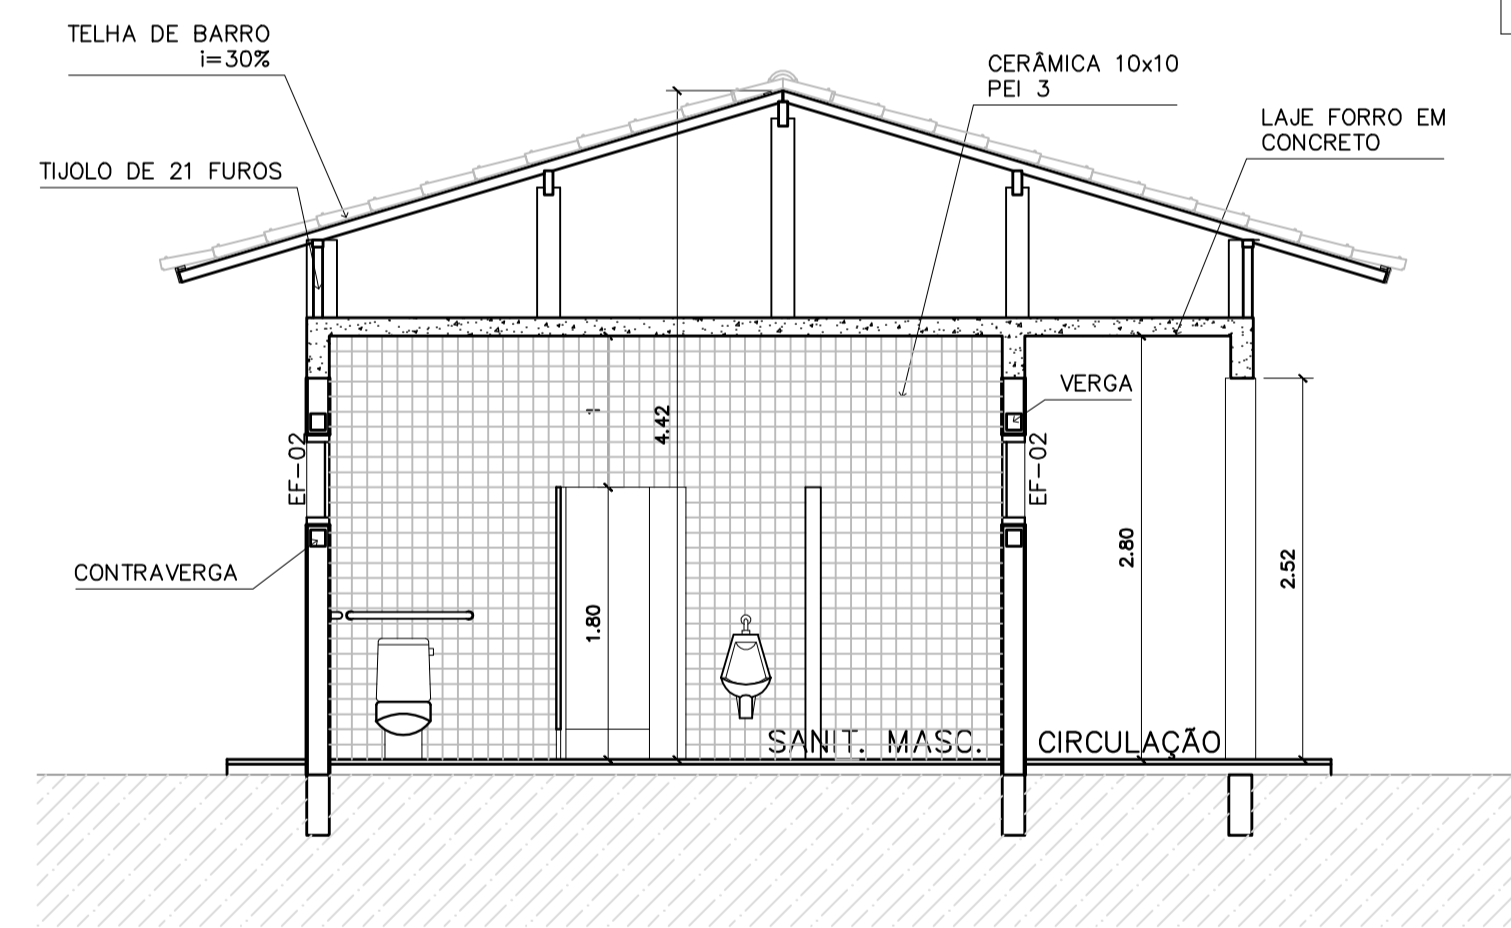 TELHA DE BARRO
i=30%
CERÂMICA 10x10
PEI 3
LAJE FORRO EM
CONCRETO
TIJOLO DE 21 FUROS
VERGA
4.42
EF-02
EF-02
2.80
2.52
CONTRAVERGA
1.80
SANIT. MASC.
CIRCULAÇÃO